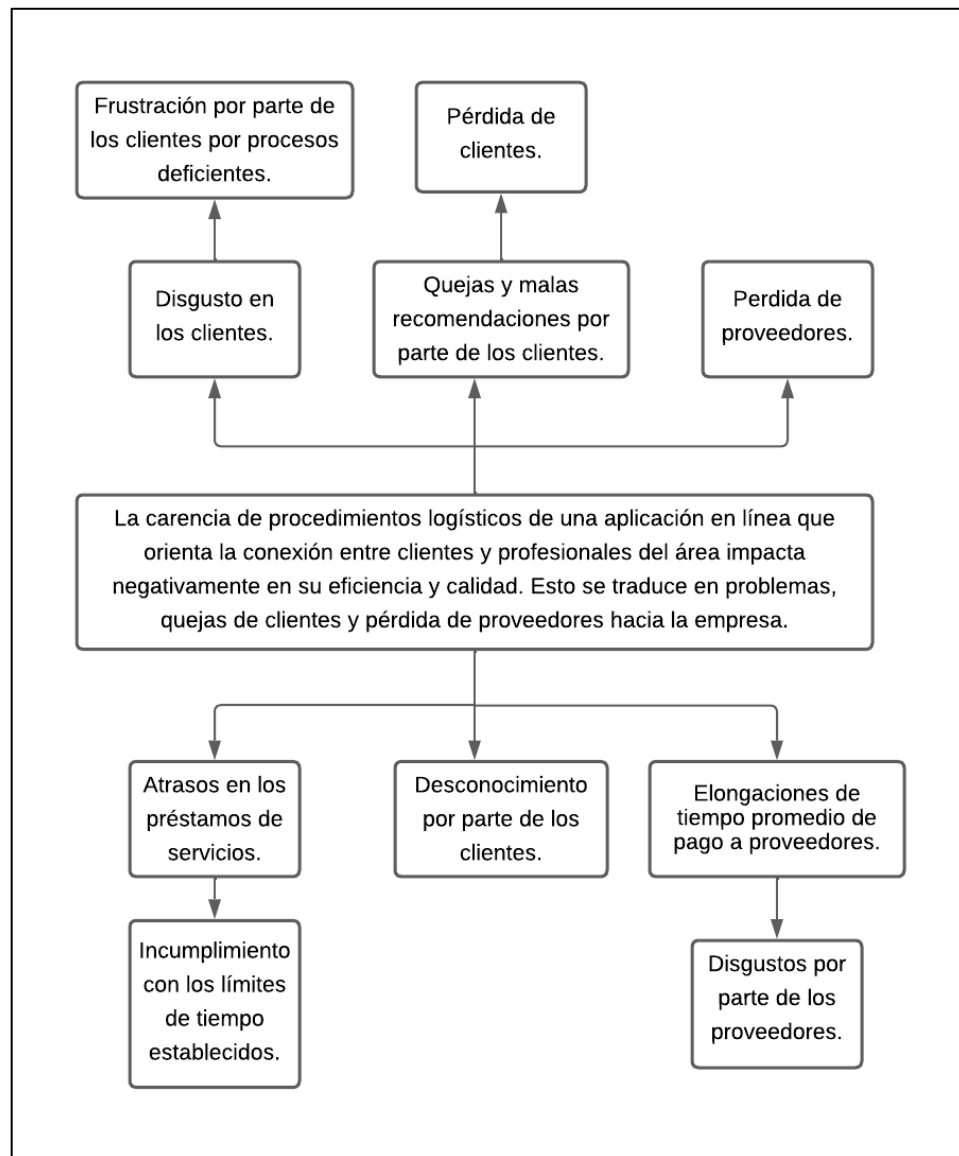 Frustración por parte de
los clientes por procesos
deficientes.
Pérdida de
clientes.
Disgusto en
los clientes.
Quejas y malas
recomendaciones por
parte de los clientes.
Perdida de
proveedores.
La carencia de procedimientos logísticos de una aplicación en línea que
orienta la conexión entre clientes y profesionales del área impacta
negativamente en su eficiencia y calidad. Esto se traduce en problemas,
quejas de clientes y pérdida de proveedores hacia la empresa.
Atrasos en los
préstamos de
servicios.
Desconocimiento
por parte de los
clientes.
Elongaciones de
tiempo promedio de
pago a proveedores.
Incumplimiento
con los límites
de tiempo
establecidos.
Disgustos por
parte de los
proveedores.